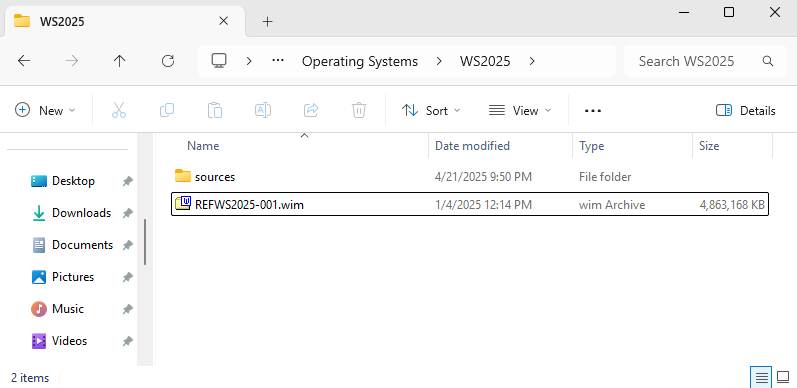 WS2025
Operating Systems WS2025
Search WS2025
New Sort View Details
Name Date modified Type Size
sources 4/21/2025 9:50 PM File folder
REFWS2025-001.wim 1/4/2025 12:14 PM wim Archive 4,863,168 KB
Desktop
Downloads
Documents
Pictures
Music
Videos
2 items